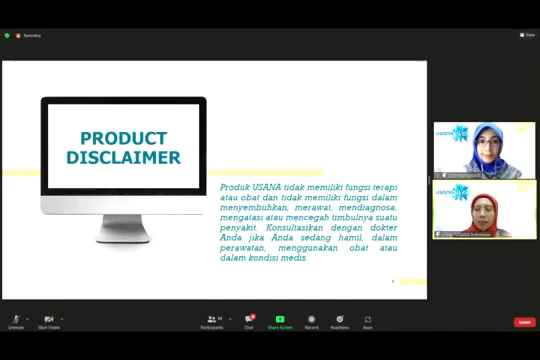 Recording
View
PRODUCT
DISCLAIMER
Produk USANA tidak memiliki fungsi terapi
atau obat dan tidak memiliki fungsi dalam
menyembuhkan, merawat, mendiagnosa,
mengatasi atau mencegah timbulnya suatu
penyakit. Konsultasikan dengan dokter
Anda jika Anda sedang hamil, dalam
perawatan, menggunakan obat atau
dalam kondisi medis.
USANA
USANA
Unmute
Start Video
Participants
Chat
Share Screen
Record
Reactions
Apps
Leave